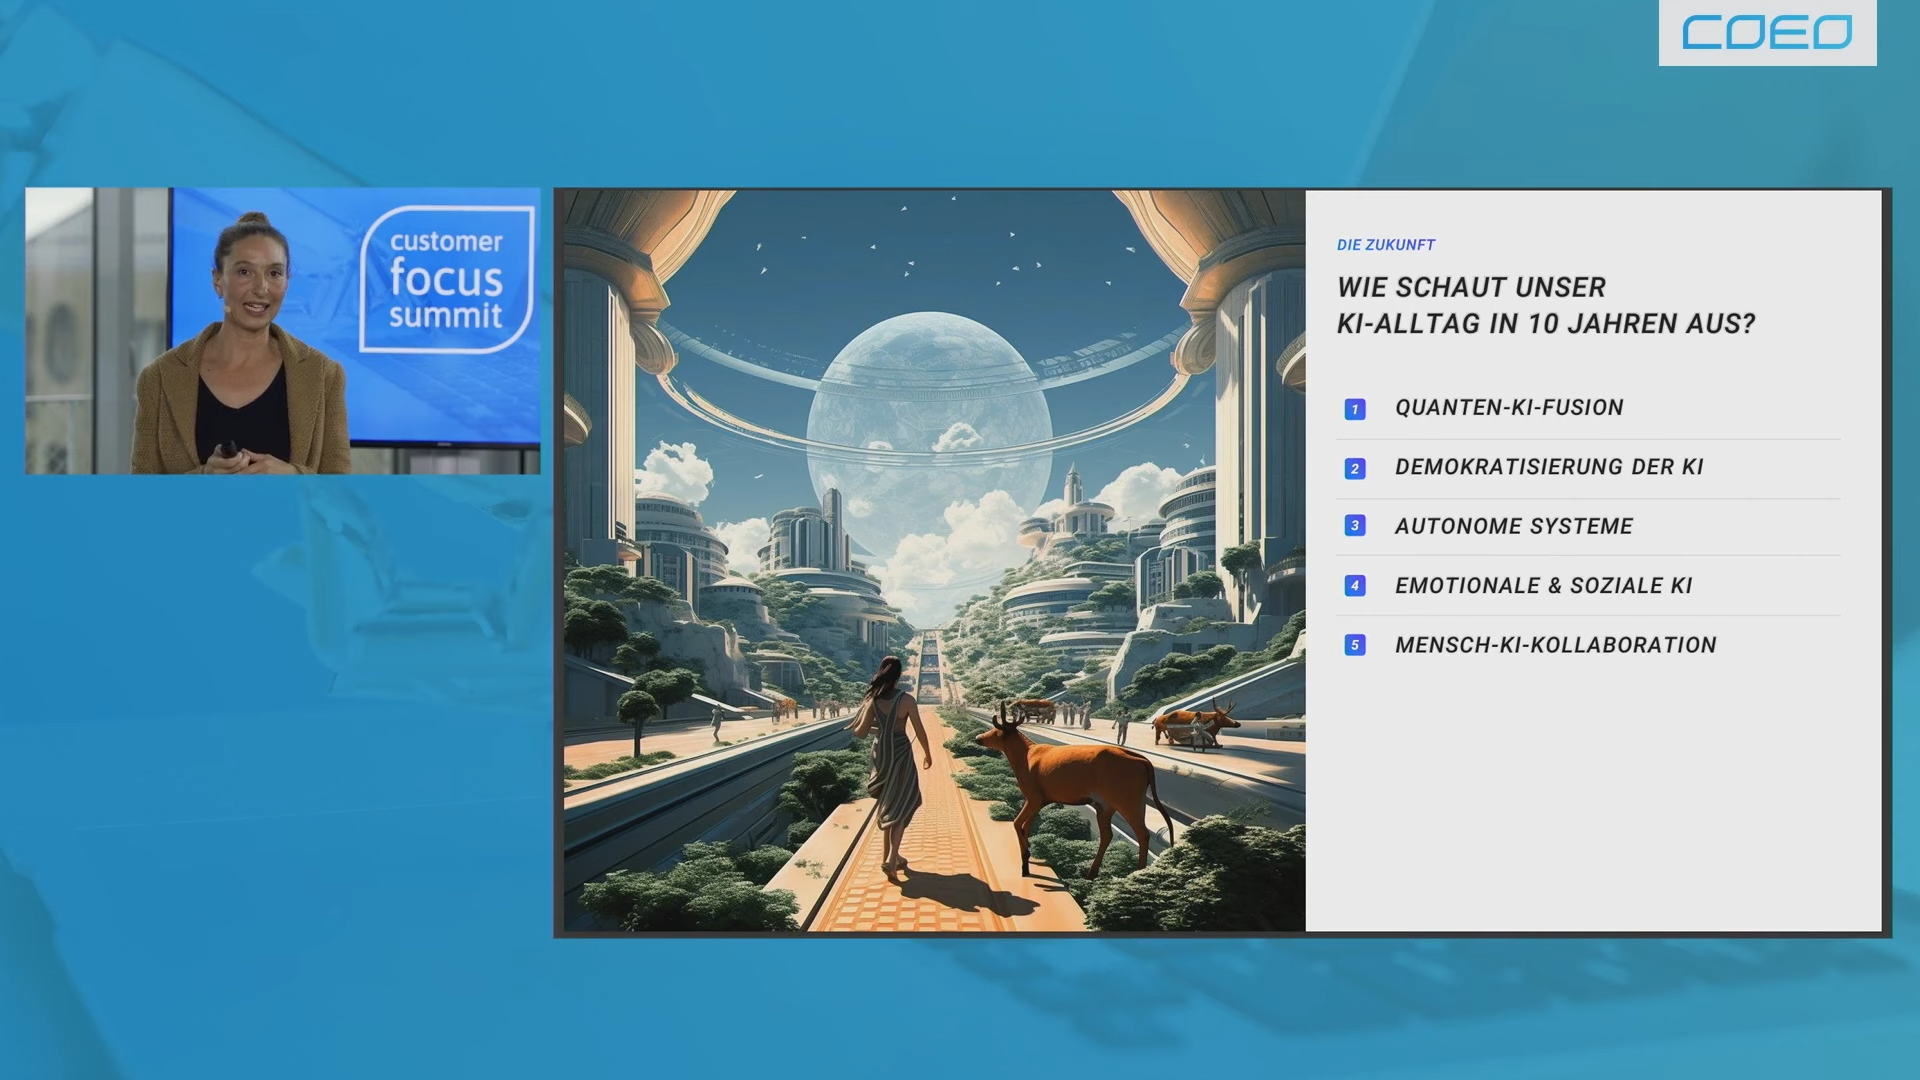 COEO
customer
focus
summit
DIE ZUKUNFT
WIE SCHAUT UNSER
KI-ALLTAG IN 10 JAHREN AUS?
1 QUANTEN-KI-FUSION
2 DEMOKRATISIERUNG DER KI
3 AUTONOME SYSTEME
4 EMOTIONALE & SOZIALE KI
5 MENSCH-KI-KOLLABORATION